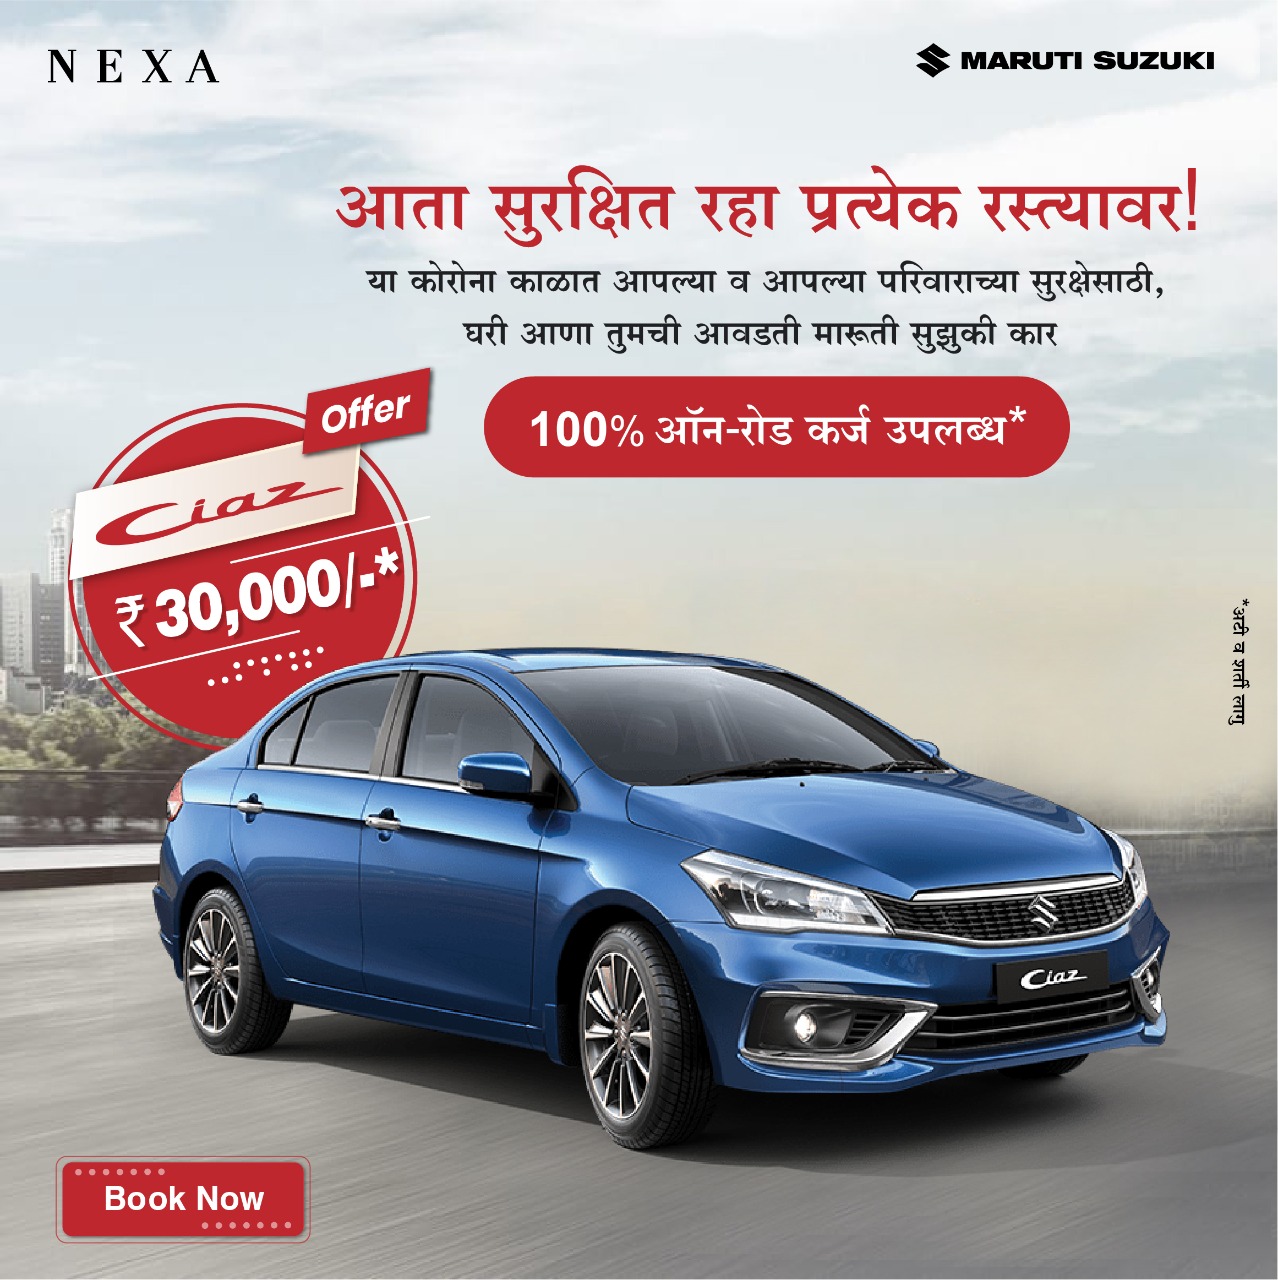 NEXA
MARUTI SUZUKI
आता सुरक्षित रहा प्रत्येक रस्त्यावर!
या कोरोना काळात आपल्या व आपल्या परिवाराच्या सुरक्षेसाठी,
घरी आणा तुमची आवडती मारूती सुझुकी कार
100% ऑन-रोड कर्ज उपलब्ध*
Offer
Ciaz
₹ 30,000/-*
*अटी व शर्ती लागु
Ciaz
Book Now